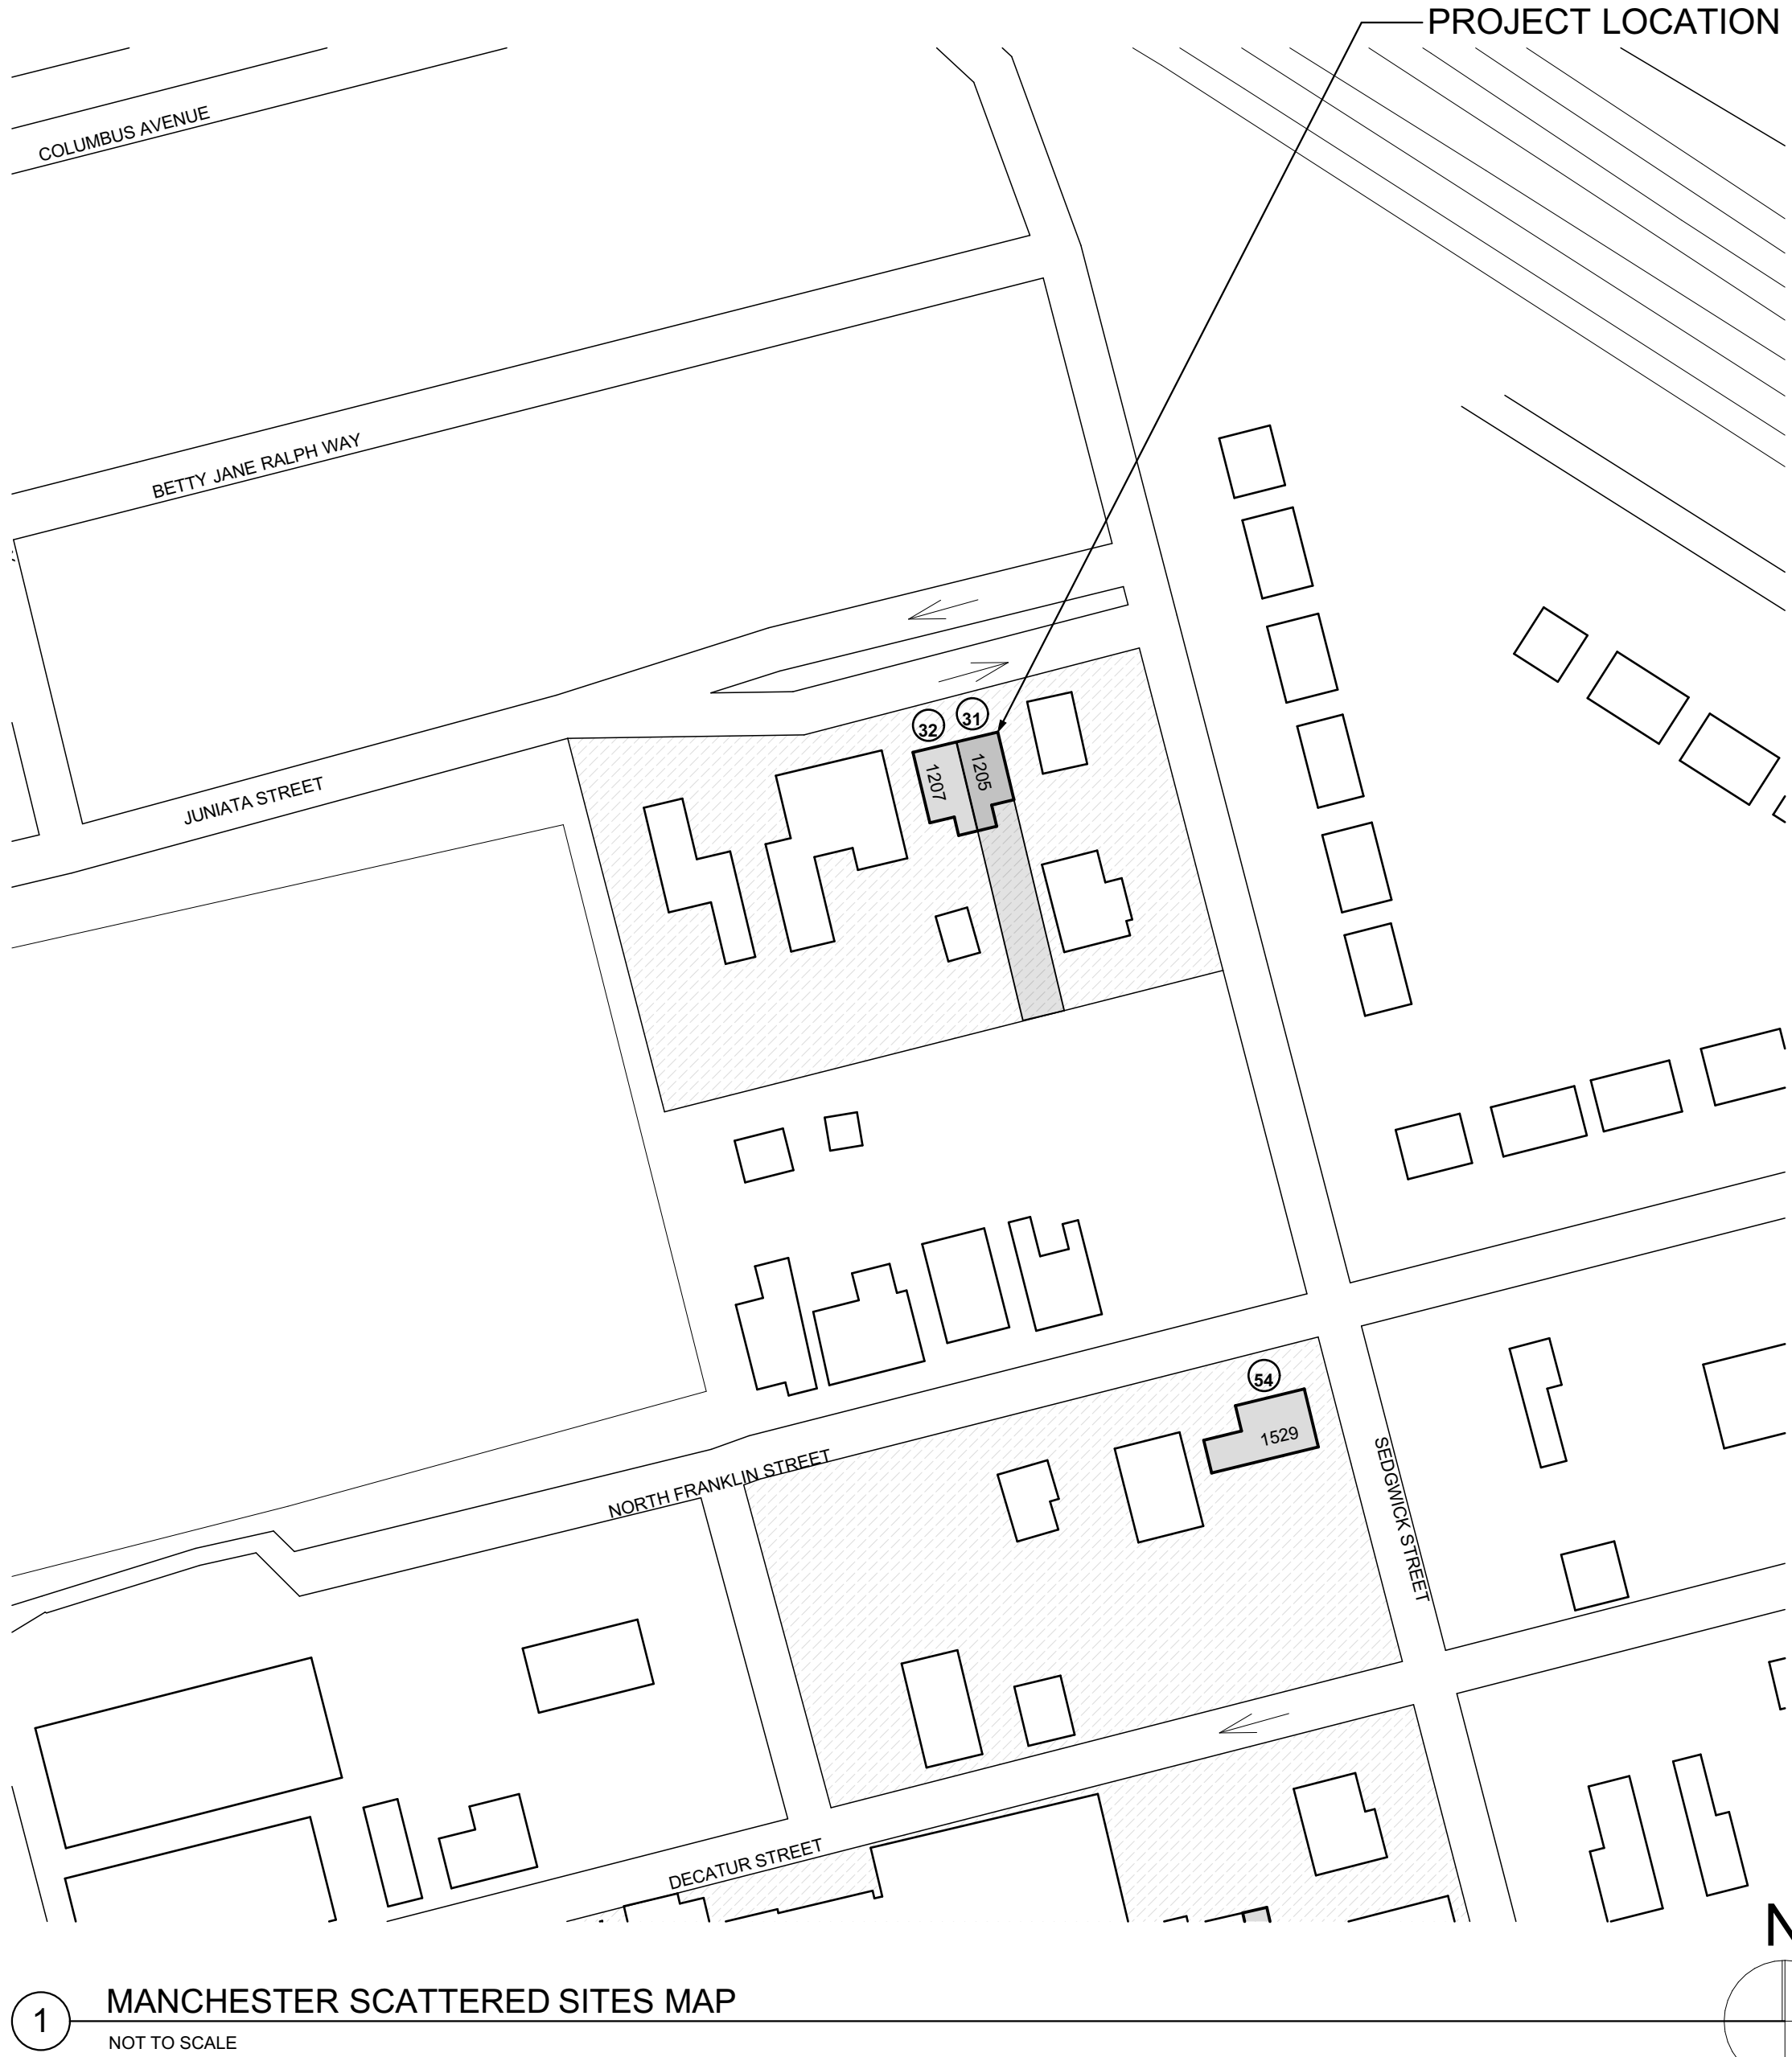 PROJECT LOCATION
COLUMBUS AVENUE
BETTY JANE RALPH WAY
JUNIATA STREET
32
31
1207
1205
54
1529
NORTH FRANKLIN STREET
SEDGWICK STREET
DECATUR STREET
N
1
MANCHESTER SCATTERED SITES MAP
NOT TO SCALE